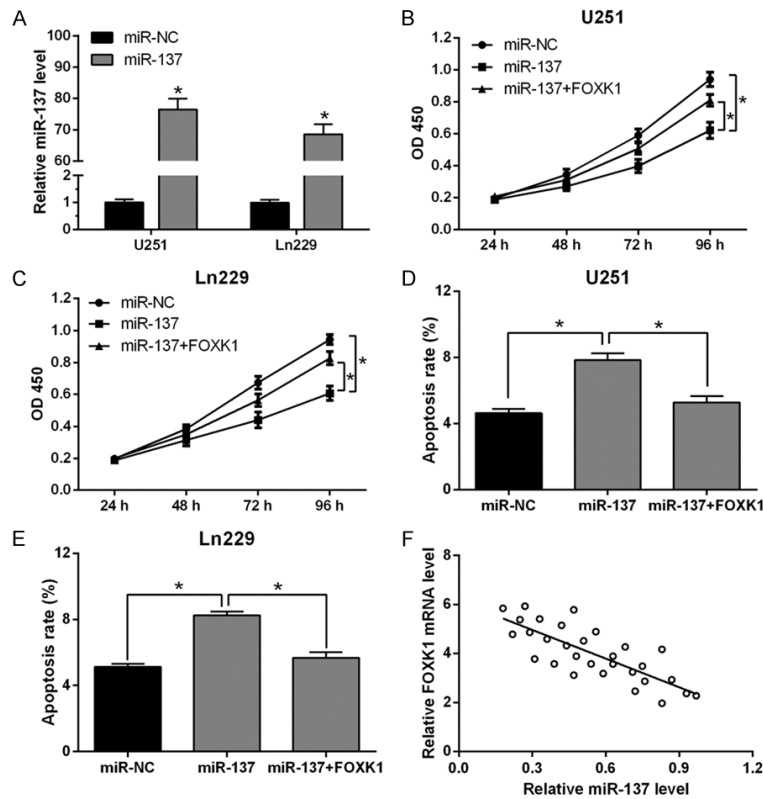 A
miR-NC
miR-137
Relative miR-137 level
100
90
80
70
60
2
1
0
*
*
U251
Ln229
B
U251
miR-NC
miR-137
miR-137+FOXK1
OD 450
1.2
1.0
0.8
0.6
0.4
0.2
0.0
*
*
24 h
48 h
72 h
96 h
C
Ln229
miR-NC
miR-137
miR-137+FOXK1
OD 450
1.2
1.0
0.8
0.6
0.4
0.2
0.0
*
*
24 h
48 h
72 h
96 h
D
U251
Apoptosis rate (%)
12
8
4
0
*
*
miR-NC
miR-137
miR-137+FOXK1
E
Ln229
Apoptosis rate (%)
12
8
4
0
*
*
miR-NC
miR-137
miR-137+FOXK1
F
Relative FOXK1 mRNA level
8
6
4
2
0
0.0
0.3
0.6
0.9
1.2
Relative miR-137 level